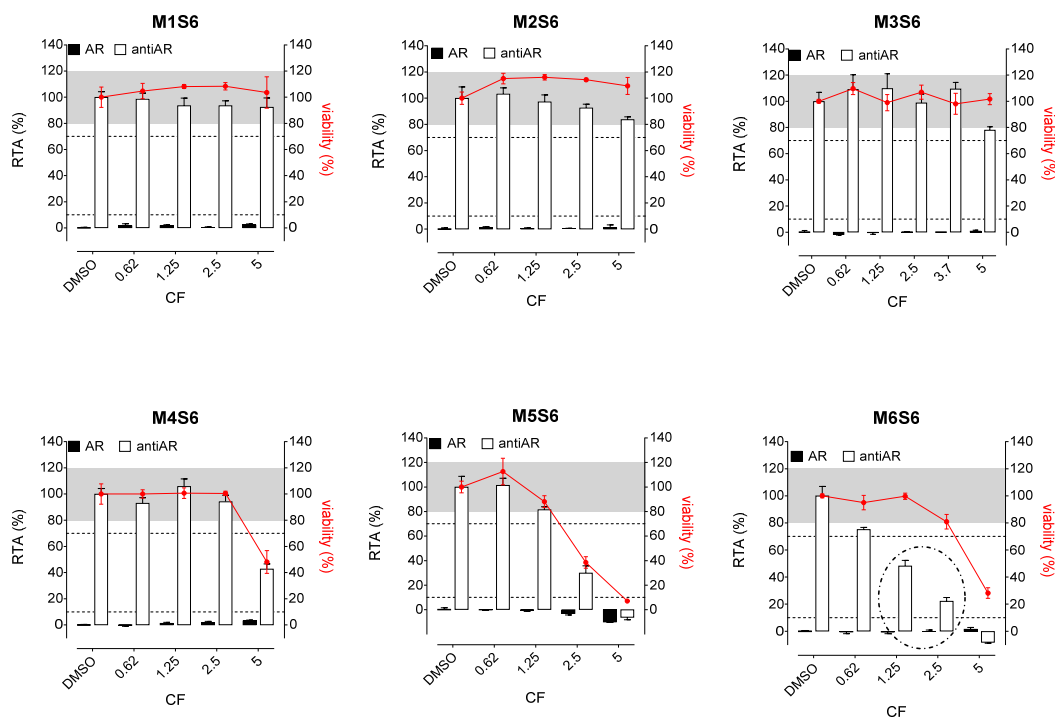 M1S6
AR antiAR
140 140
120 120
100 100
80 80
60 60
40 40
20 20
0 0
RTA (%)
viability (%)
DMSO 0.62 1.25 2.5 5
CF
M2S6
AR antiAR
140 140
120 120
100 100
80 80
60 60
40 40
20 20
0 0
RTA (%)
viability (%)
DMSO 0.62 1.25 2.5 5
CF
M3S6
AR antiAR
140 140
120 120
100 100
80 80
60 60
40 40
20 20
0 0
RTA (%)
viability (%)
DMSO 0.62 1.25 2.5 3.7 5
CF
M4S6
AR antiAR
140 140
120 120
100 100
80 80
60 60
40 40
20 20
0 0
RTA (%)
viability (%)
DMSO 0.62 1.25 2.5 5
CF
M5S6
AR antiAR
140 140
120 120
100 100
80 80
60 60
40 40
20 20
0 0
RTA (%)
viability (%)
DMSO 0.62 1.25 2.5 5
CF
M6S6
AR antiAR
140 140
120 120
100 100
80 80
60 60
40 40
20 20
0 0
RTA (%)
viability (%)
DMSO 0.62 1.25 2.5 5
CF